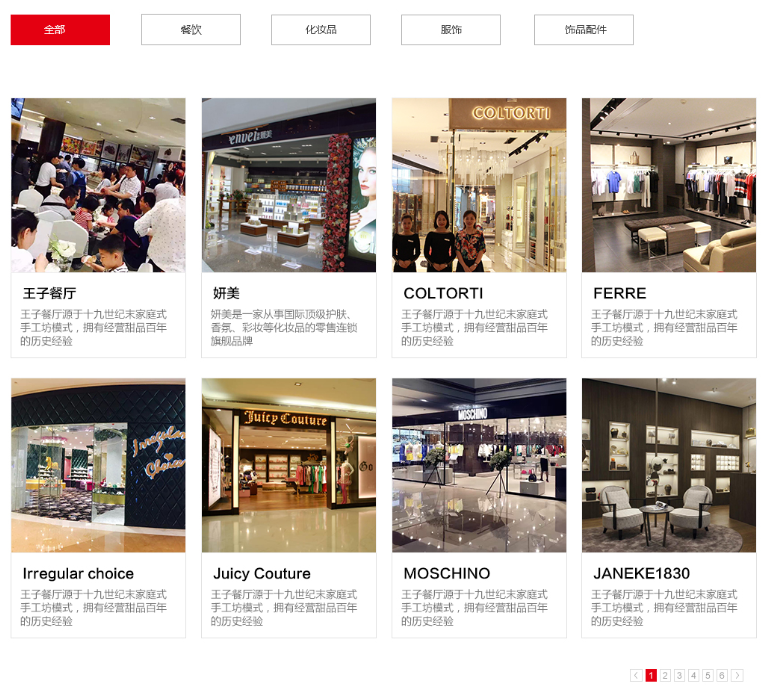 全部
餐饮
化妆品
服饰
饰品配件
envel妍美
COLTORTI
Irregular
Choice
Juicy Couture
MOSCHINO
王子餐厅
王子餐厅源于十九世纪末家庭式
手工坊模式，拥有经营甜品百年
的历史经验
妍美
妍美是一家从事国际顶级护肤、
香氛、彩妆等化妆品的零售连锁
旗舰品牌
COLTORTI
王子餐厅源于十九世纪末家庭式
手工坊模式，拥有经营甜品百年
的历史经验
FERRE
王子餐厅源于十九世纪末家庭式
手工坊模式，拥有经营甜品百年
的历史经验
Irregular choice
王子餐厅源于十九世纪末家庭式
手工坊模式，拥有经营甜品百年
的历史经验
Juicy Couture
王子餐厅源于十九世纪末家庭式
手工坊模式，拥有经营甜品百年
的历史经验
MOSCHINO
王子餐厅源于十九世纪末家庭式
手工坊模式，拥有经营甜品百年
的历史经验
JANEKE1830
王子餐厅源于十九世纪末家庭式
手工坊模式，拥有经营甜品百年
的历史经验
< 1 2 3 4 5 6 >